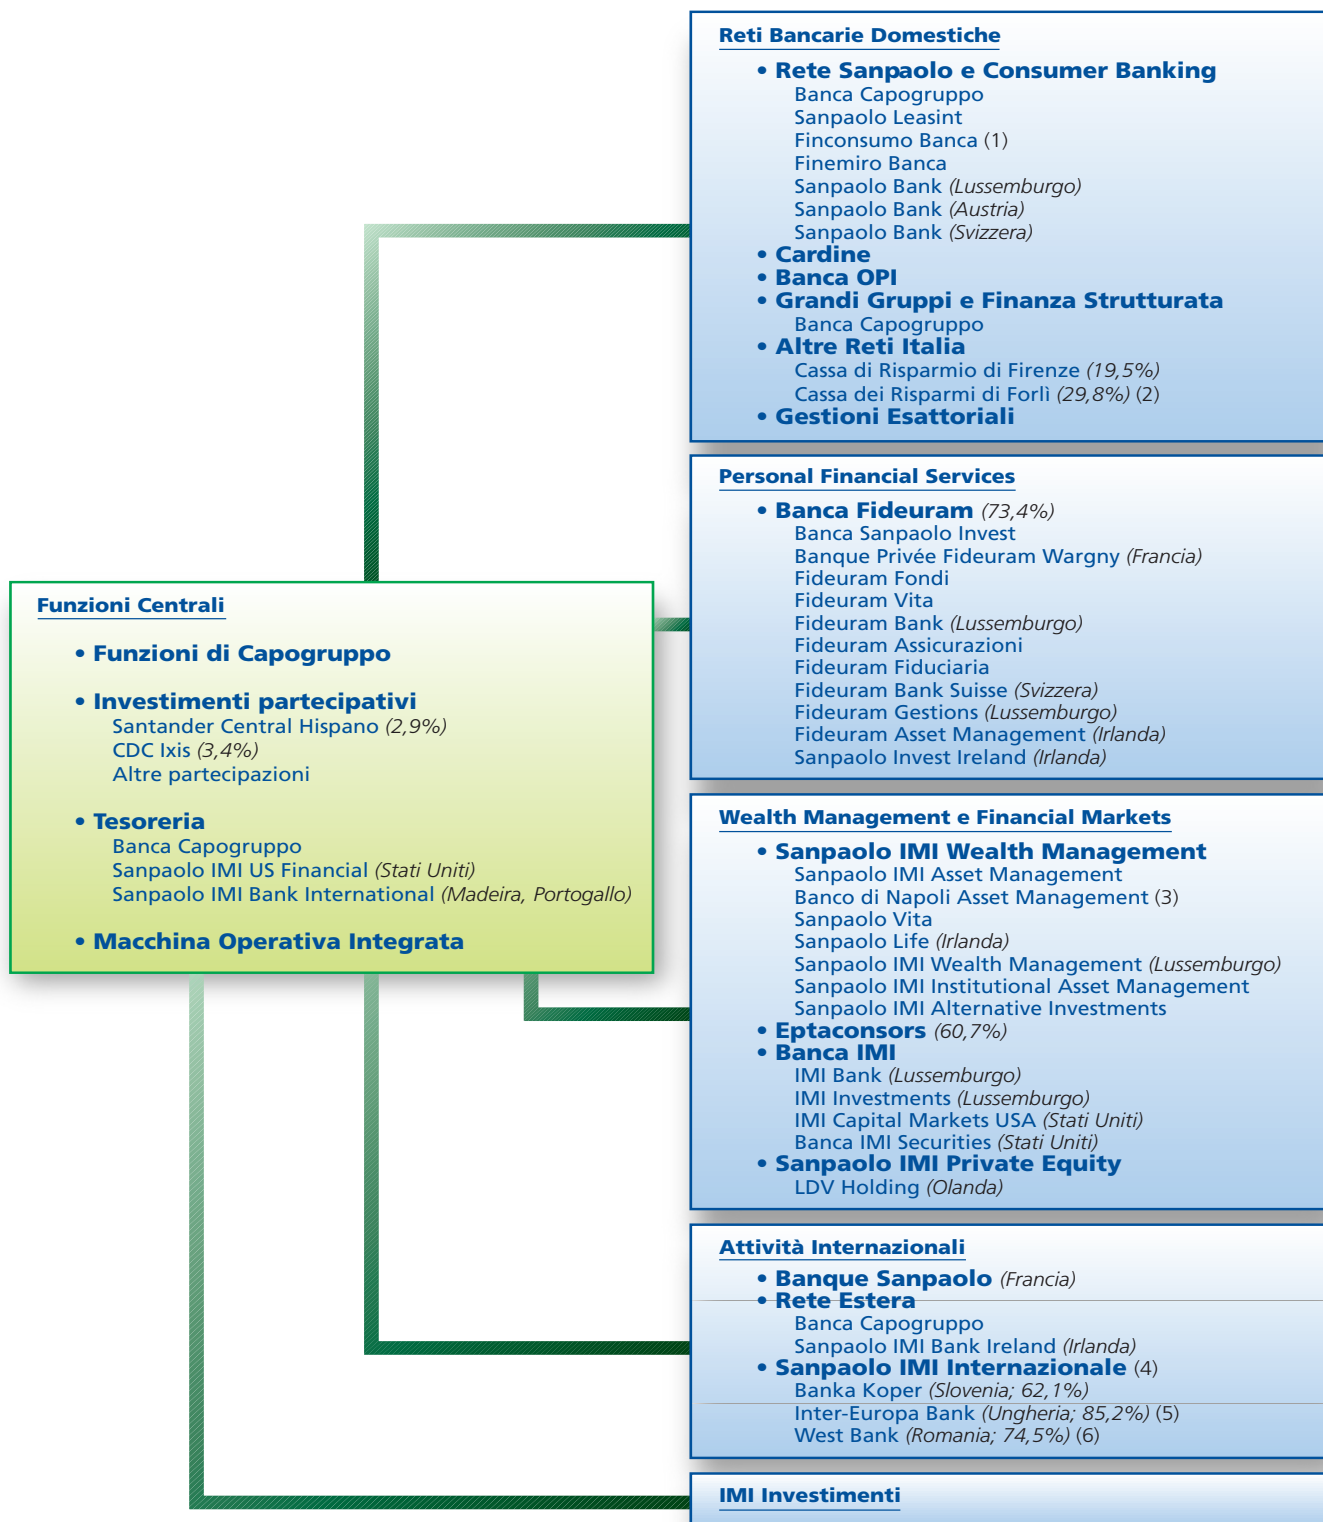 Reti Bancarie Domestiche
• Rete Sanpaolo e Consumer Banking
Banca Capogruppo
Sanpaolo Leasint
Finconsumo Banca (1)
Finemiro Banca
Sanpaolo Bank (Lussemburgo)
Sanpaolo Bank (Austria)
Sanpaolo Bank (Svizzera)
• Cardine
• Banca OPI
• Grandi Gruppi e Finanza Strutturata
Banca Capogruppo
• Altre Reti Italia
Cassa di Risparmio di Firenze (19,5%)
Cassa dei Risparmi di Forlì (29,8%) (2)
• Gestioni Esattoriali
Personal Financial Services
• Banca Fideuram (73,4%)
Banca Sanpaolo Invest
Banque Privée Fideuram Wargny (Francia)
Fideuram Fondi
Fideuram Vita
Fideuram Bank (Lussemburgo)
Fideuram Assicurazioni
Fideuram Fiduciaria
Fideuram Bank Suisse (Svizzera)
Fideuram Gestions (Lussemburgo)
Fideuram Asset Management (Irlanda)
Sanpaolo Invest Ireland (Irlanda)
Funzioni Centrali
• Funzioni di Capogruppo
• Investimenti partecipativi
Santander Central Hispano (2,9%)
CDC Ixis (3,4%)
Altre partecipazioni
• Tesoreria
Banca Capogruppo
Sanpaolo IMI US Financial (Stati Uniti)
Sanpaolo IMI Bank International (Madeira, Portogallo)
• Macchina Operativa Integrata
Wealth Management e Financial Markets
• Sanpaolo IMI Wealth Management
Sanpaolo IMI Asset Management
Banco di Napoli Asset Management (3)
Sanpaolo Vita
Sanpaolo Life (Irlanda)
Sanpaolo IMI Wealth Management (Lussemburgo)
Sanpaolo IMI Institutional Asset Management
Sanpaolo IMI Alternative Investments
• Eptaconsors (60,7%)
• Banca IMI
IMI Bank (Lussemburgo)
IMI Investments (Lussemburgo)
IMI Capital Markets USA (Stati Uniti)
Banca IMI Securities (Stati Uniti)
• Sanpaolo IMI Private Equity
LDV Holding (Olanda)
Attività Internazionali
• Banque Sanpaolo (Francia)
• Rete Estera
Banca Capogruppo
Sanpaolo IMI Bank Ireland (Irlanda)
• Sanpaolo IMI Internazionale (4)
Banka Koper (Slovenia; 62,1%)
Inter-Europa Bank (Ungheria; 85,2%) (5)
West Bank (Romania; 74,5%) (6)
IMI Investimenti